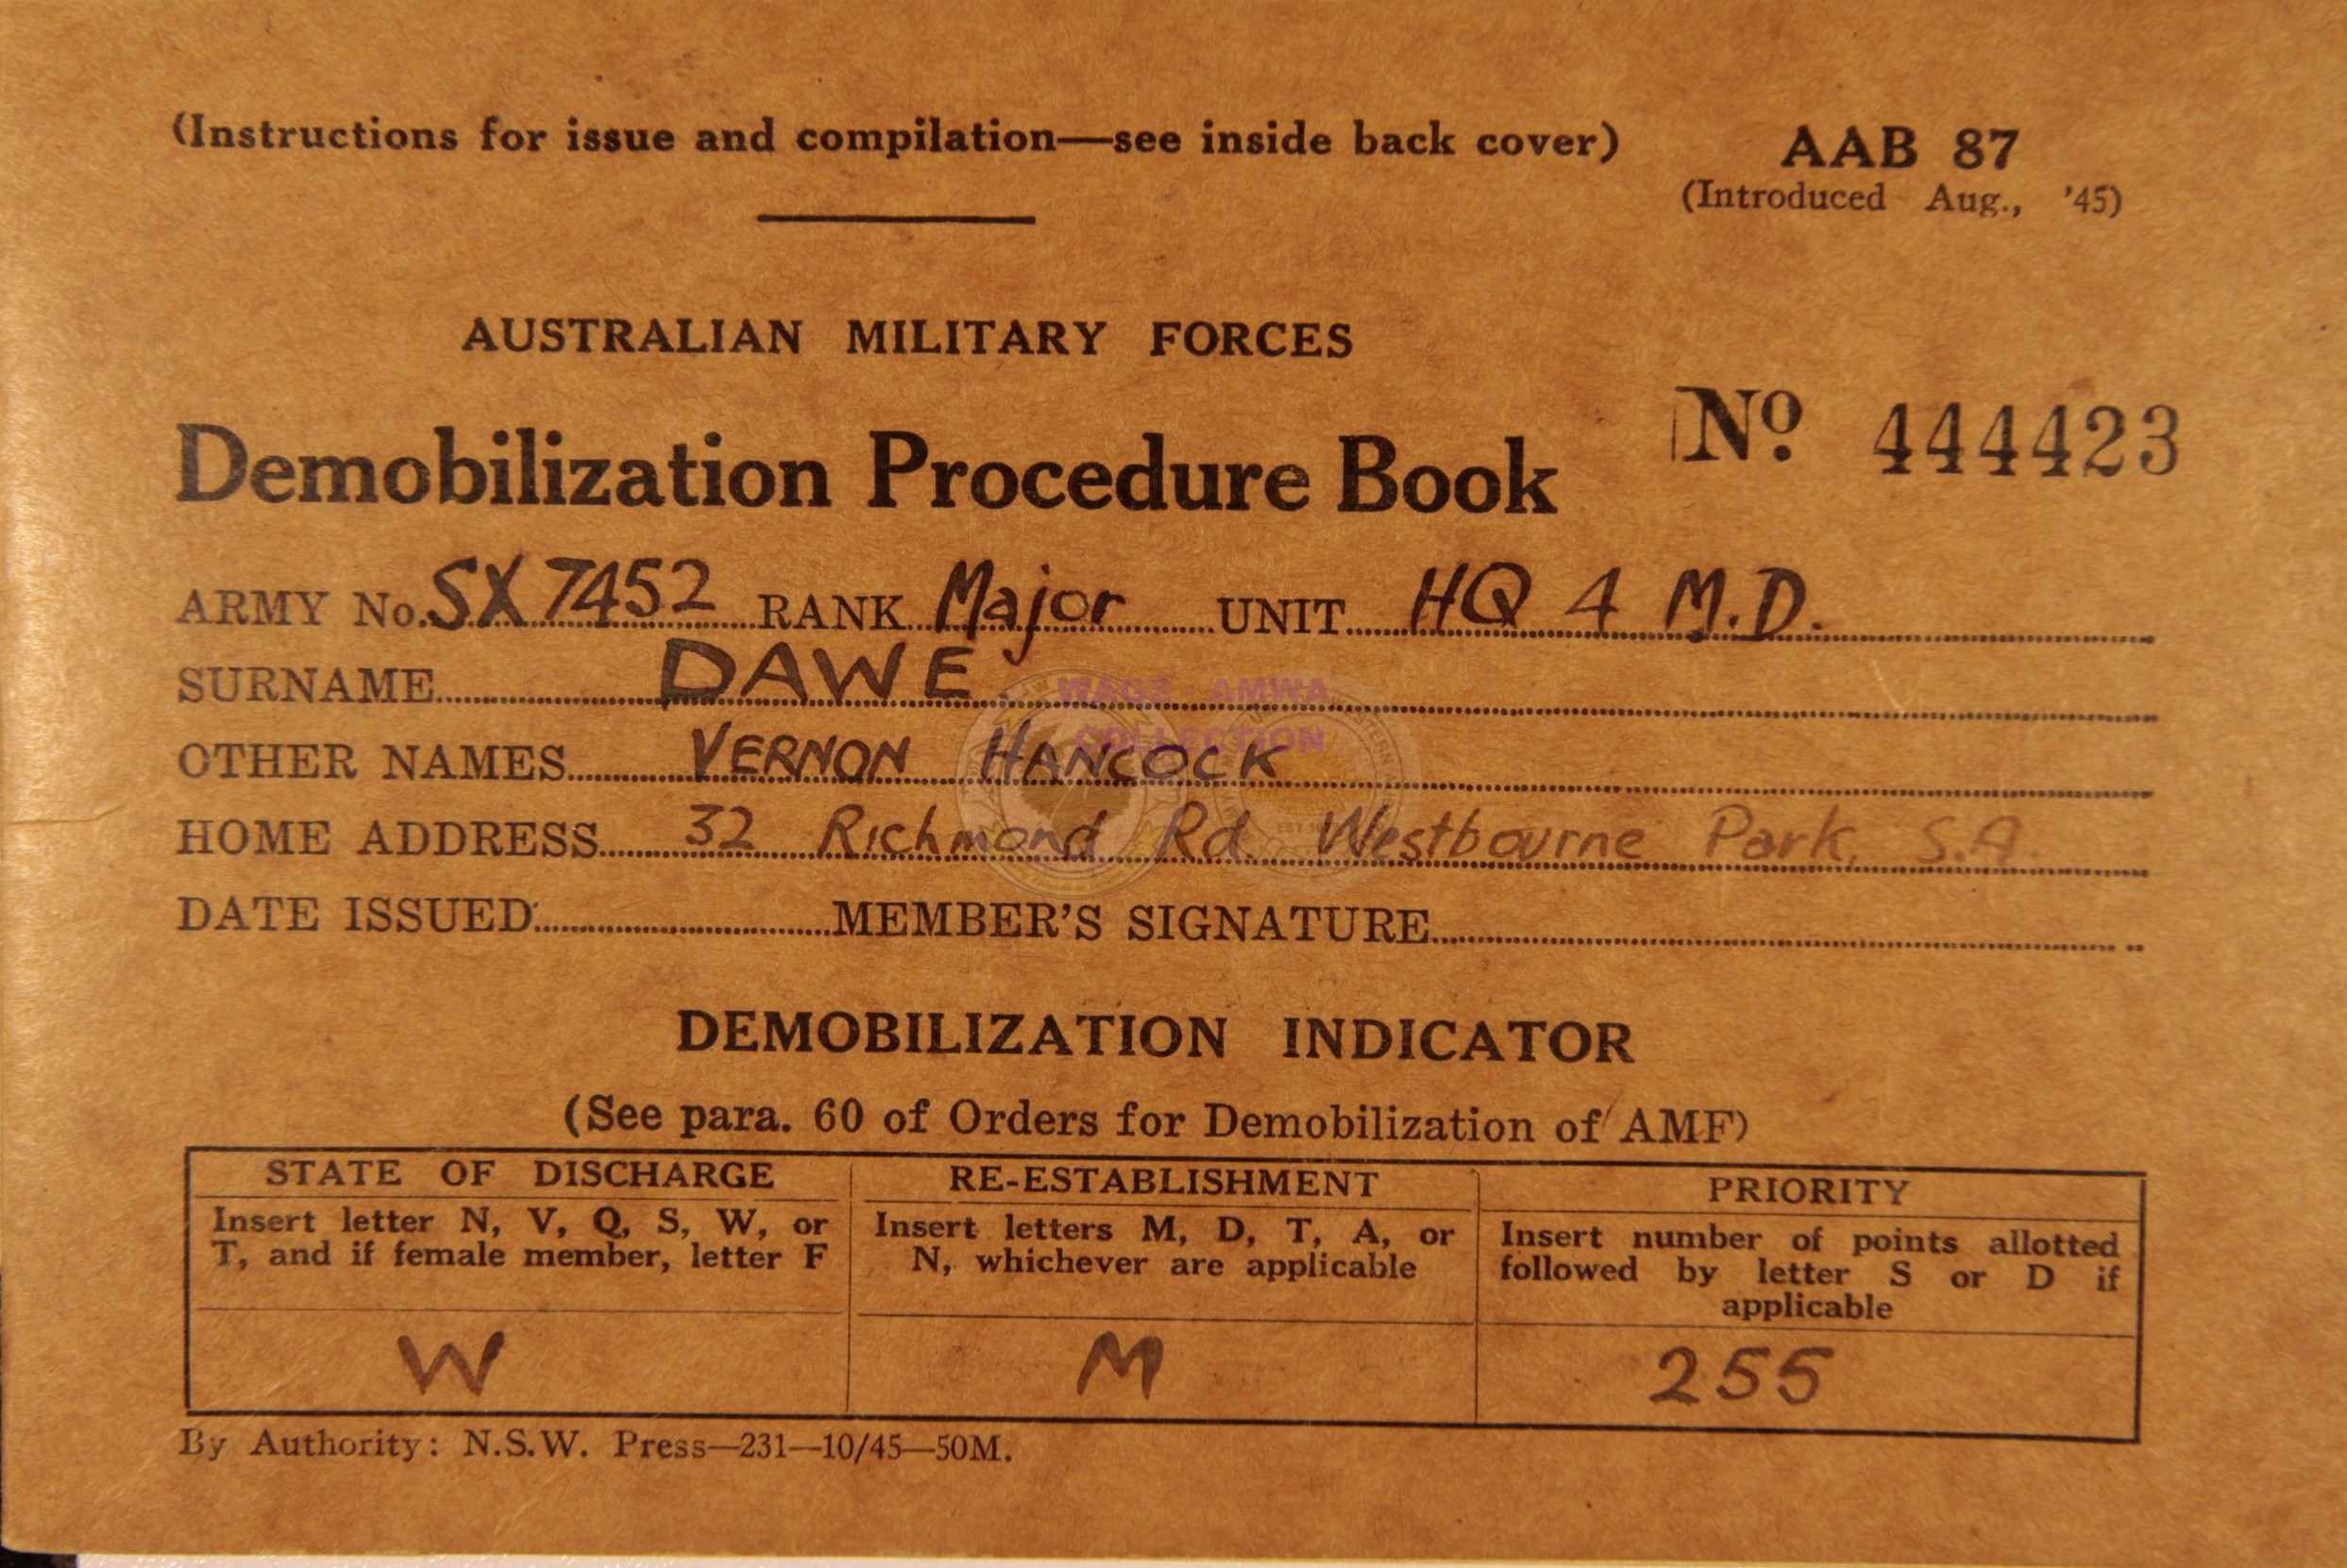 (Instructions for issue and compilation—see inside back cover)
AAB 87
(Introduced Aug., '45)
AUSTRALIAN MILITARY FORCES
Demobilization Procedure Book
No. 444423
ARMY No. SX 7452 RANK Major UNIT HQ 4 M.D.
SURNAME DAWE
OTHER NAMES VERNON HANCOCK
WAGS - AMWA
COLLECTION
HOME ADDRESS 32 Richmond Rd Westbourne Park, S.A.
DATE ISSUED MEMBER'S SIGNATURE
DEMOBILIZATION INDICATOR
(See para. 60 of Orders for Demobilization of AMF)
STATE OF DISCHARGE
Insert letter N, V, Q, S, W, or
T, and if female member, letter F
W
RE-ESTABLISHMENT
Insert letters M, D, T, A, or
N, whichever are applicable
M
PRIORITY
Insert number of points allotted
followed by letter S or D if
applicable
255
By Authority: N.S.W. Press—231—10/45—50M.